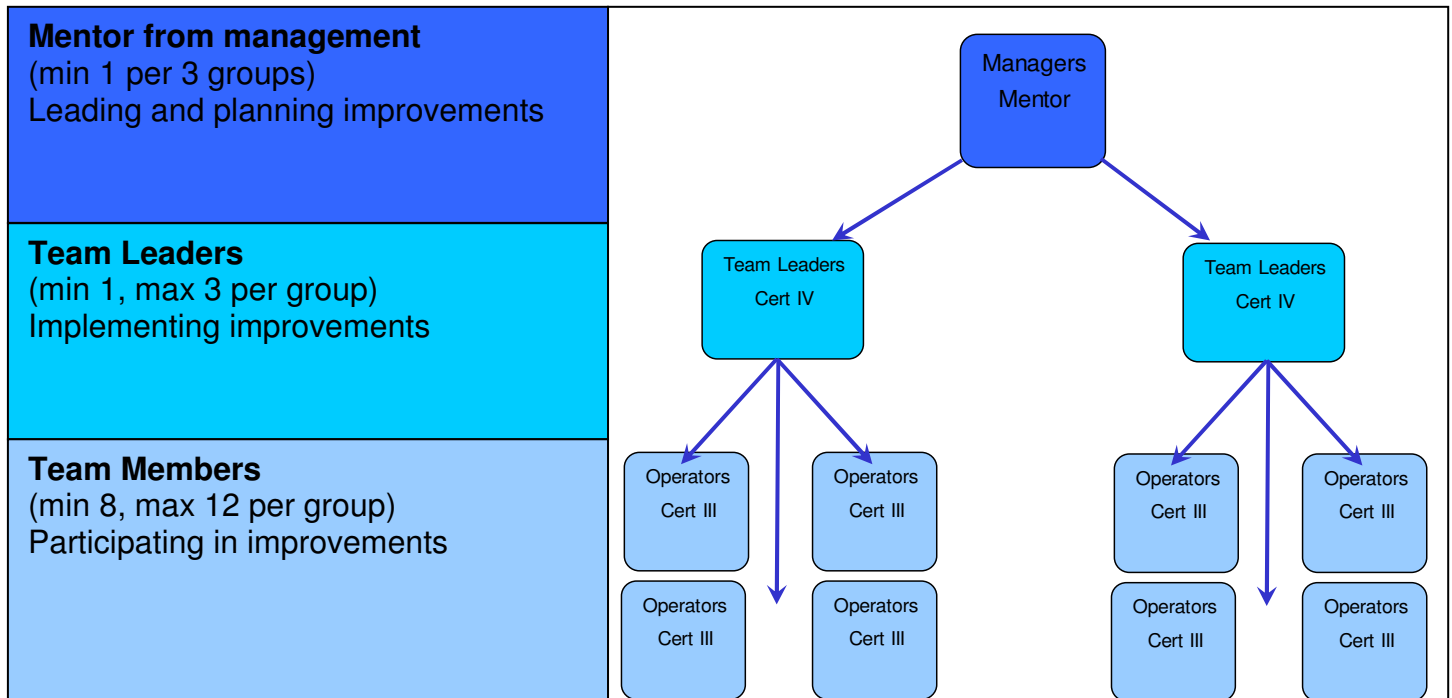 Mentor from management
(min 1 per 3 groups)
Leading and planning improvements
Managers
Mentor
Team Leaders
(min 1, max 3 per group)
Implementing improvements
Team Leaders
Cert IV
Team Leaders
Cert IV
Team Members
(min 8, max 12 per group)
Participating in improvements
Operators
Cert III
Operators
Cert III
Operators
Cert III
Operators
Cert III
Operators
Cert III
Operators
Cert III
Operators
Cert III
Operators
Cert III